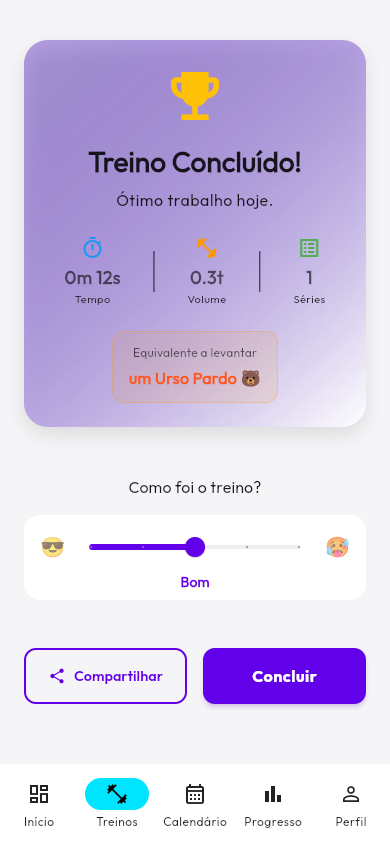 Treino Concluído!
Ótimo trabalho hoje.
0m 12s
0.3t
1
Tempo
Volume
Séries
Equivalente a levantar
um Urso Pardo 🐻
Como foi o treino?
Bom
Compartilhar
Concluir
Início
Treinos
Calendário
Progresso
Perfil